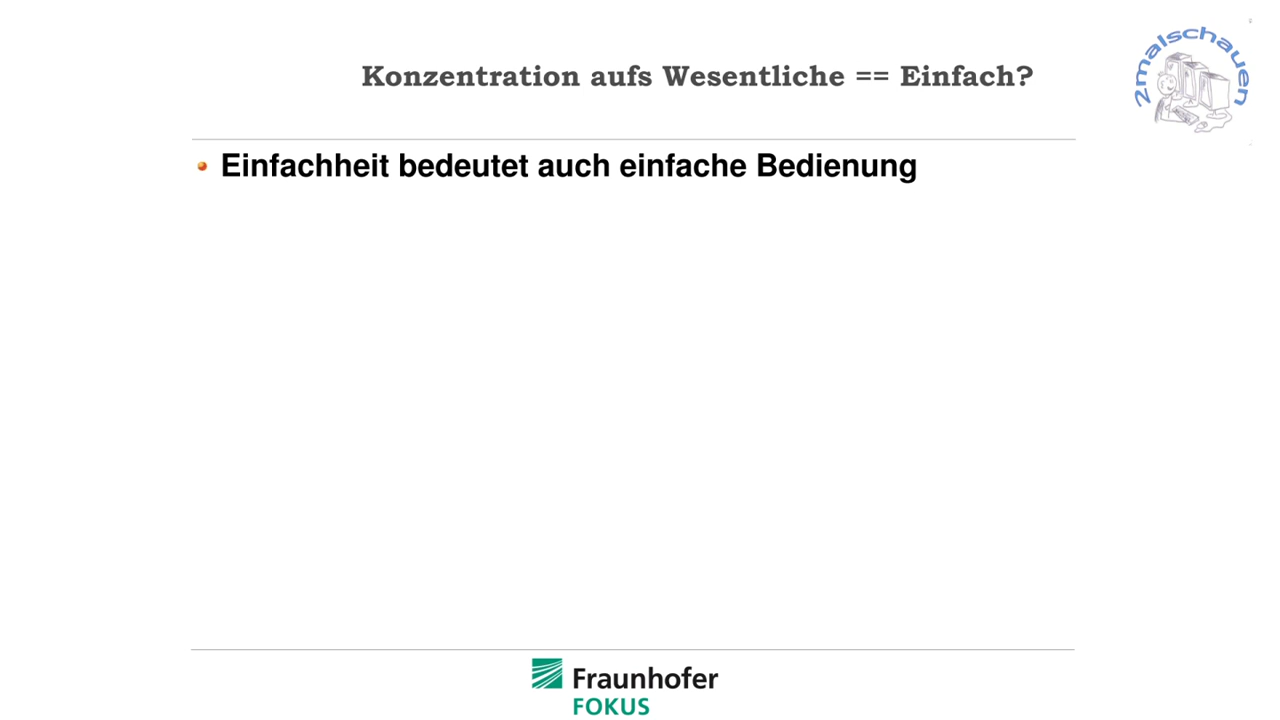 Konzentration aufs Wesentliche == Einfach?
2malschauen
Einfachheit bedeutet auch einfache Bedienung
Fraunhofer
FOKUS